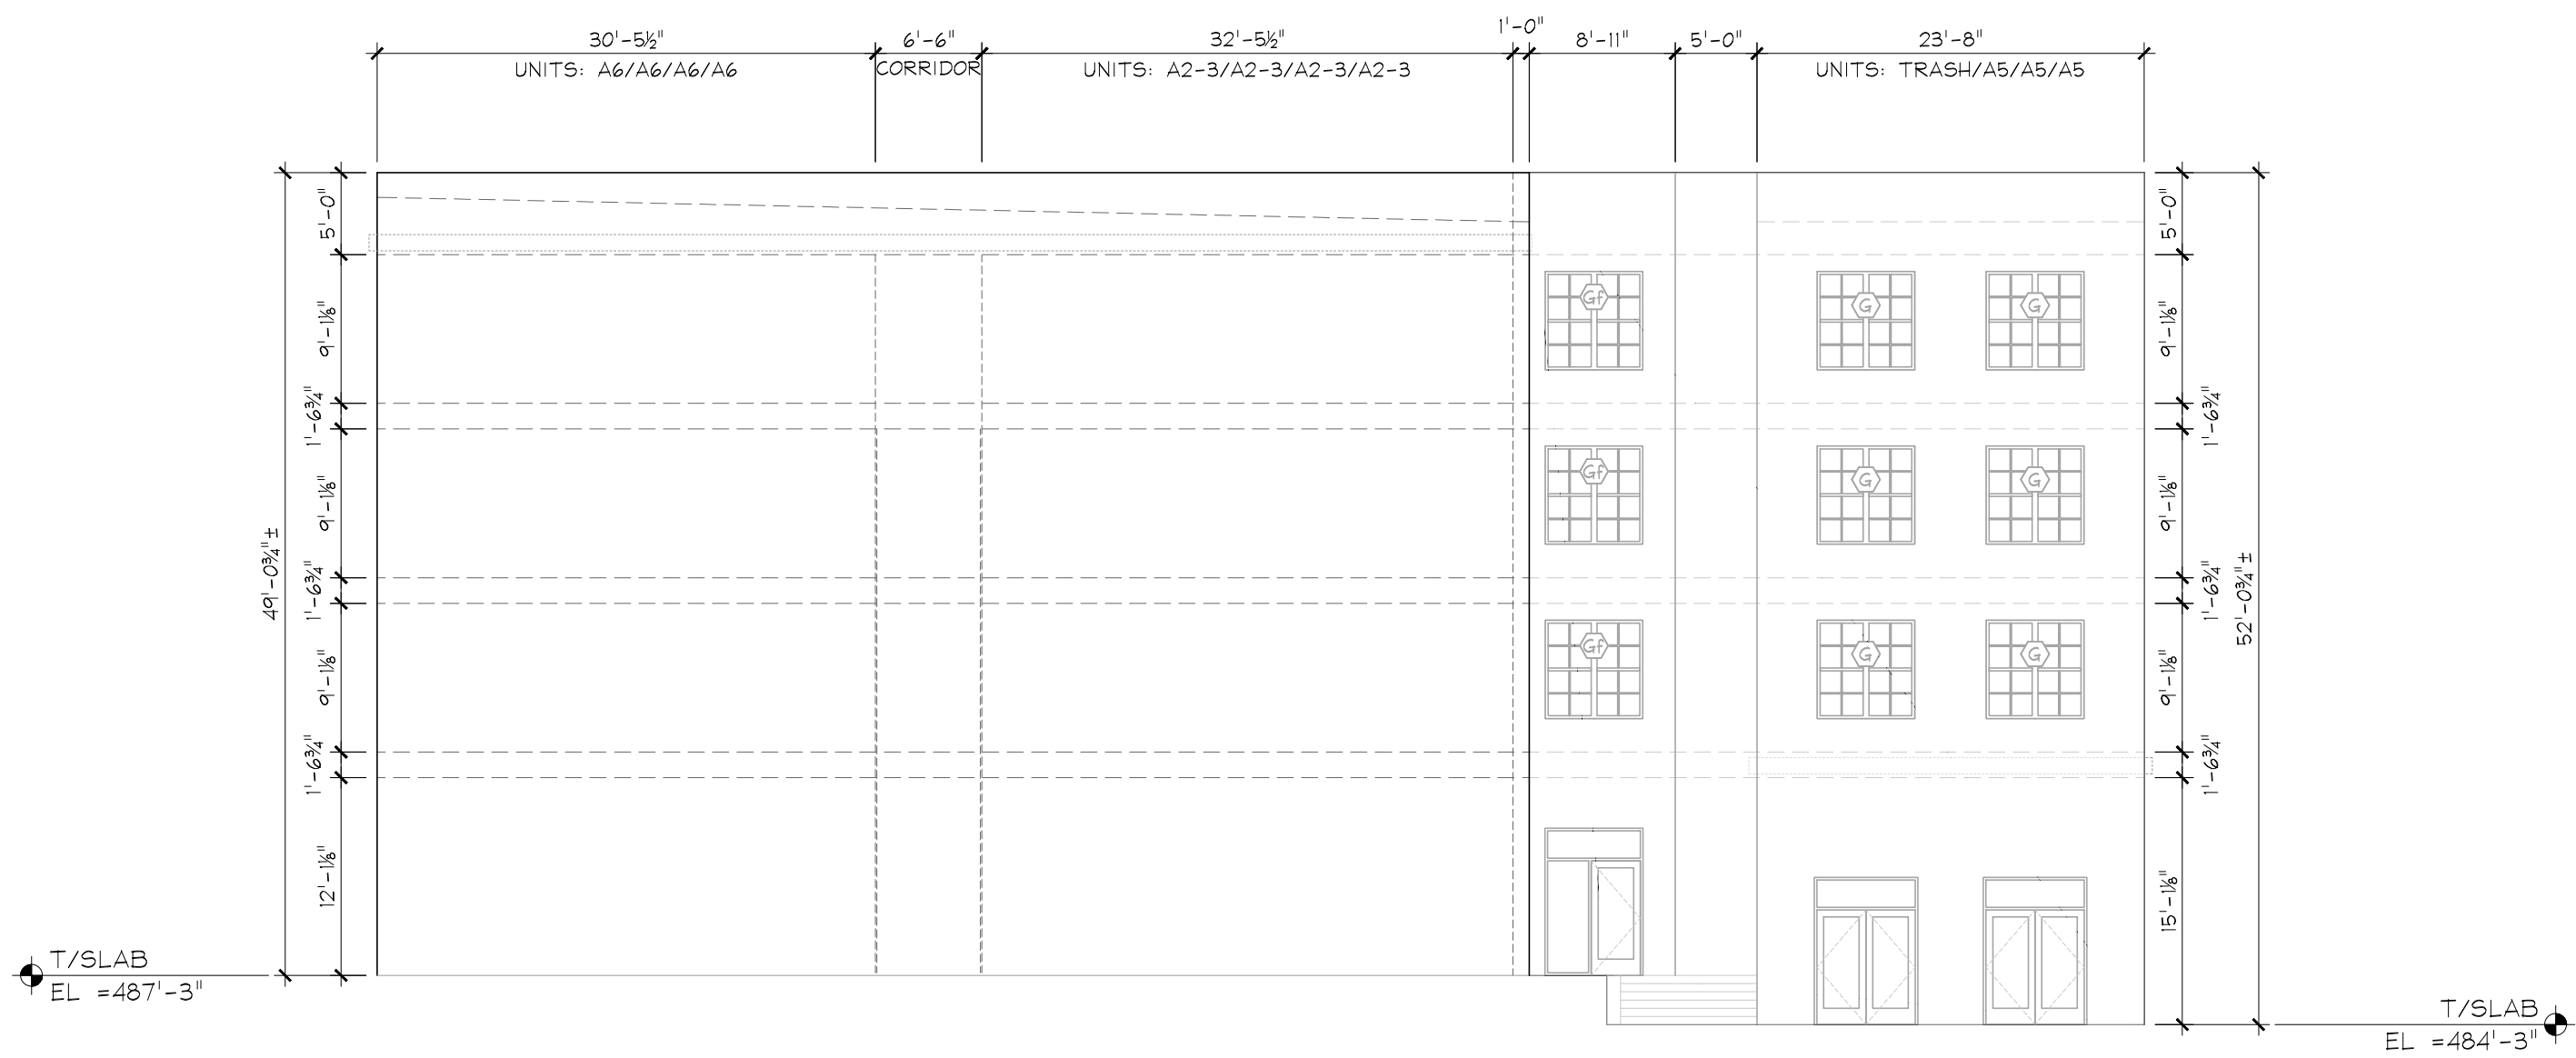 1'-0"
30'-5½"
6'-6"
32'-5½"
8'-11"
5'-0"
23'-8"
UNITS: A6/A6/A6/A6
CORRIDOR
UNITS: A2-3/A2-3/A2-3/A2-3
UNITS: TRASH/A5/A5/A5
5'-0"
5'-0"
Gf
G
G
9'-1⅛"
9'-1⅛"
1'-6¾"
1'-6¾"
Gf
G
G
9'-1⅛"
9'-1⅛"
49'-0¾"±
1'-6¾"
1'-6¾"
52'-0¾"±
Gf
G
G
9'-1⅛"
9'-1⅛"
1'-6¾"
1'-6¾"
12'-1⅛"
15'-1⅛"
T/SLAB
EL =487'-3"
T/SLAB
EL =484'-3"